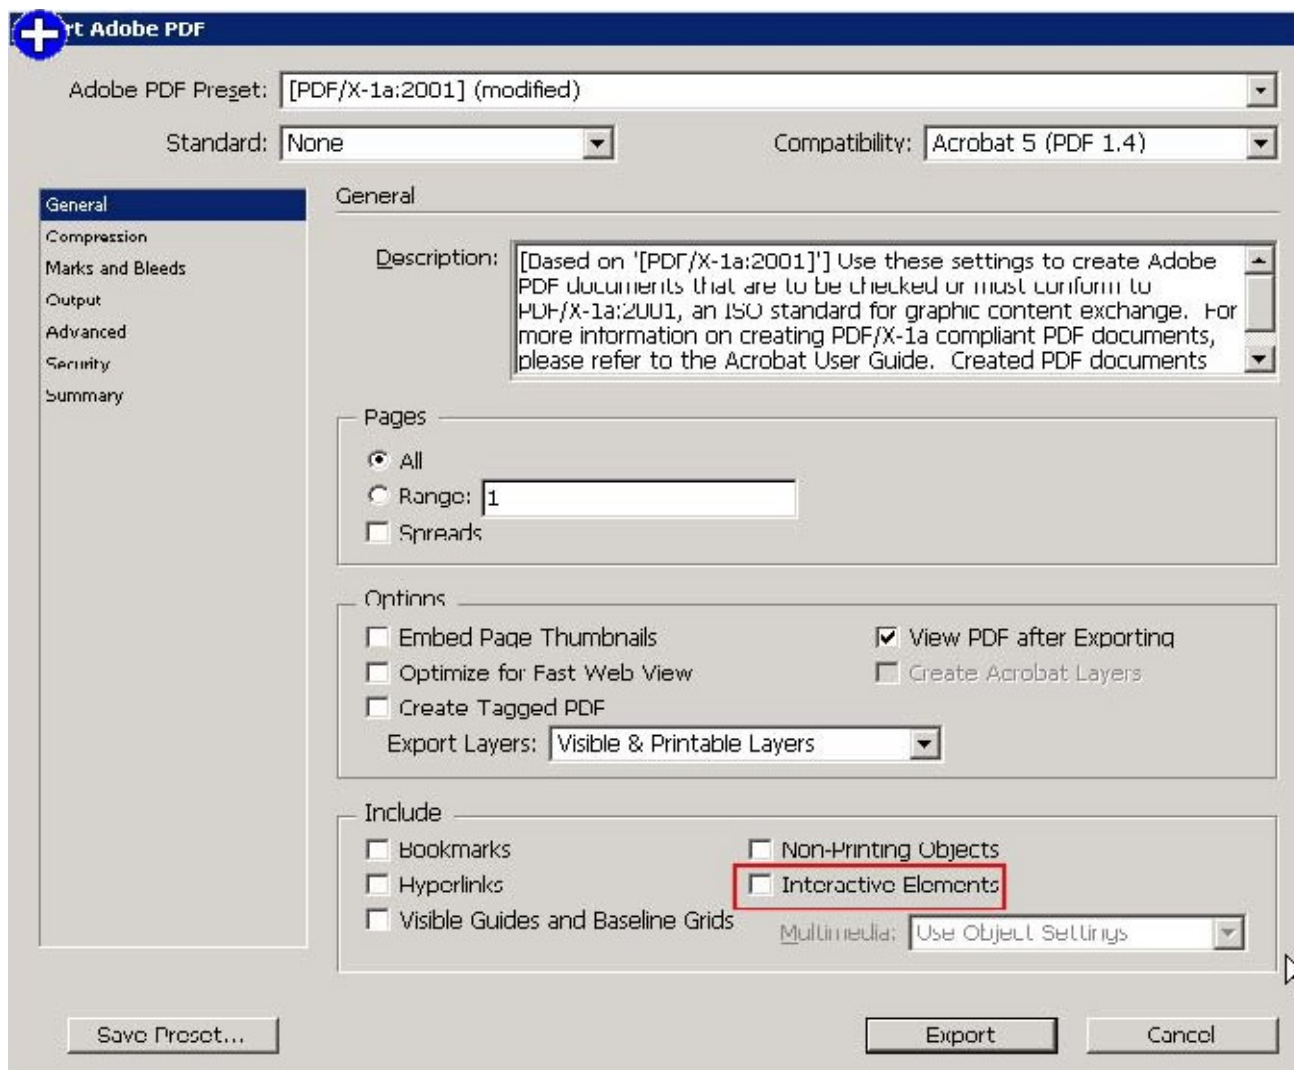 rt Adobe PDF
Adobe PDF Preset: [PDF/X-1a:2001] (modified)
Standard: None Compatibility: Acrobat 5 (PDF 1.4)
General
Compression
Marks and Bleeds
Output
Advanced
Security
Summary
General
Description: [Based on '[PDF/X-1a:2001]'] Use these settings to create Adobe
PDF documents that are to be checked or must conform to
PDF/X-1a:2001, an ISO standard for graphic content exchange. For
more information on creating PDF/X-1a compliant PDF documents,
please refer to the Acrobat User Guide. Created PDF documents
Pages
All
Range: 1
Spreads
Options
Embed Page Thumbnails View PDF after Exporting
Optimize for Fast Web View Create Acrobat Layers
Create Tagged PDF
Export Layers: Visible & Printable Layers
Include
Bookmarks Non-Printing Objects
Hyperlinks Interactive Elements
Visible Guides and Baseline Grids Multimedia: Use Object Settings
Save Preset... Export Cancel